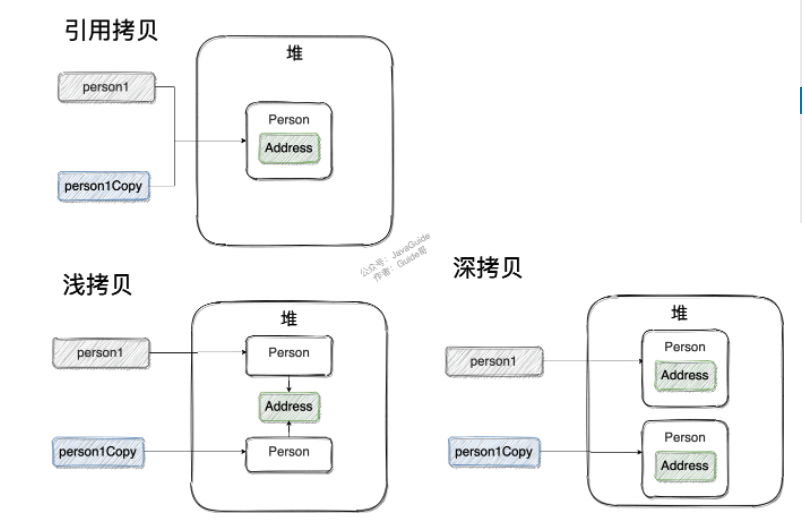 引用拷贝
堆
person1
Person
Address
person1Copy
公众号：JavaGuide
作者：Guide哥
浅拷贝
堆
person1
Person
Address
person1Copy
Person
深拷贝
堆
person1
Person
Address
person1Copy
Person
Address